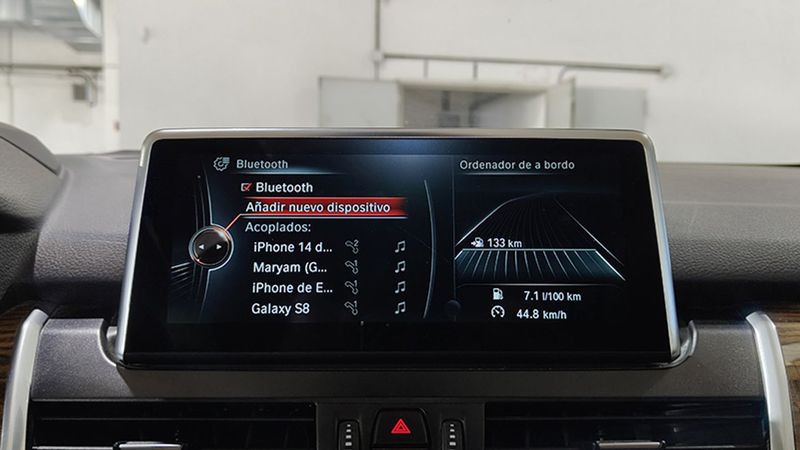 Bluetooth
Bluetooth
Añadir nuevo dispositivo
Acoplados:
iPhone 14 d...
Maryam (G...
iPhone de E...
Galaxy S8
Ordenador de a bordo
133 km
7.1 l/100 km
44.8 km/h